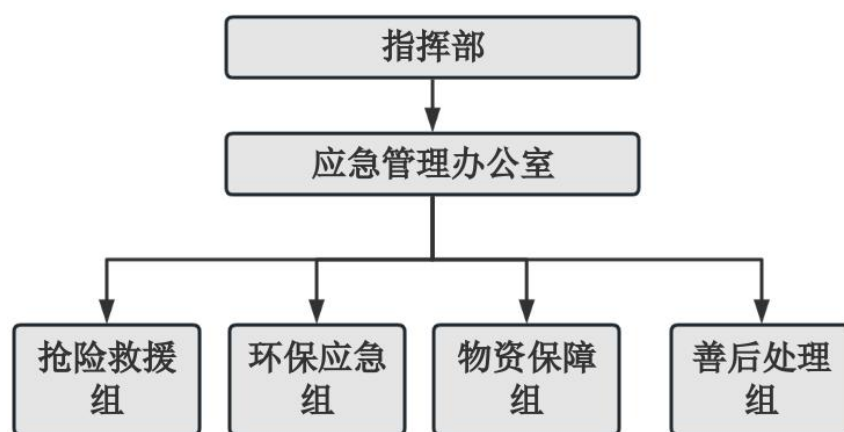 指挥部
应急管理办公室
抢险救援
组
环保应急
组
物资保障
组
善后处理
组